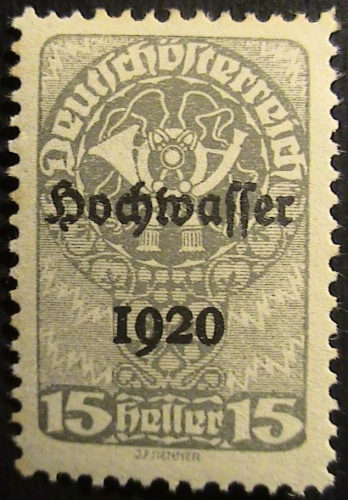 Deutschösterreich
Hochwasser
1920
15 Heller 15
J.F.RENNER